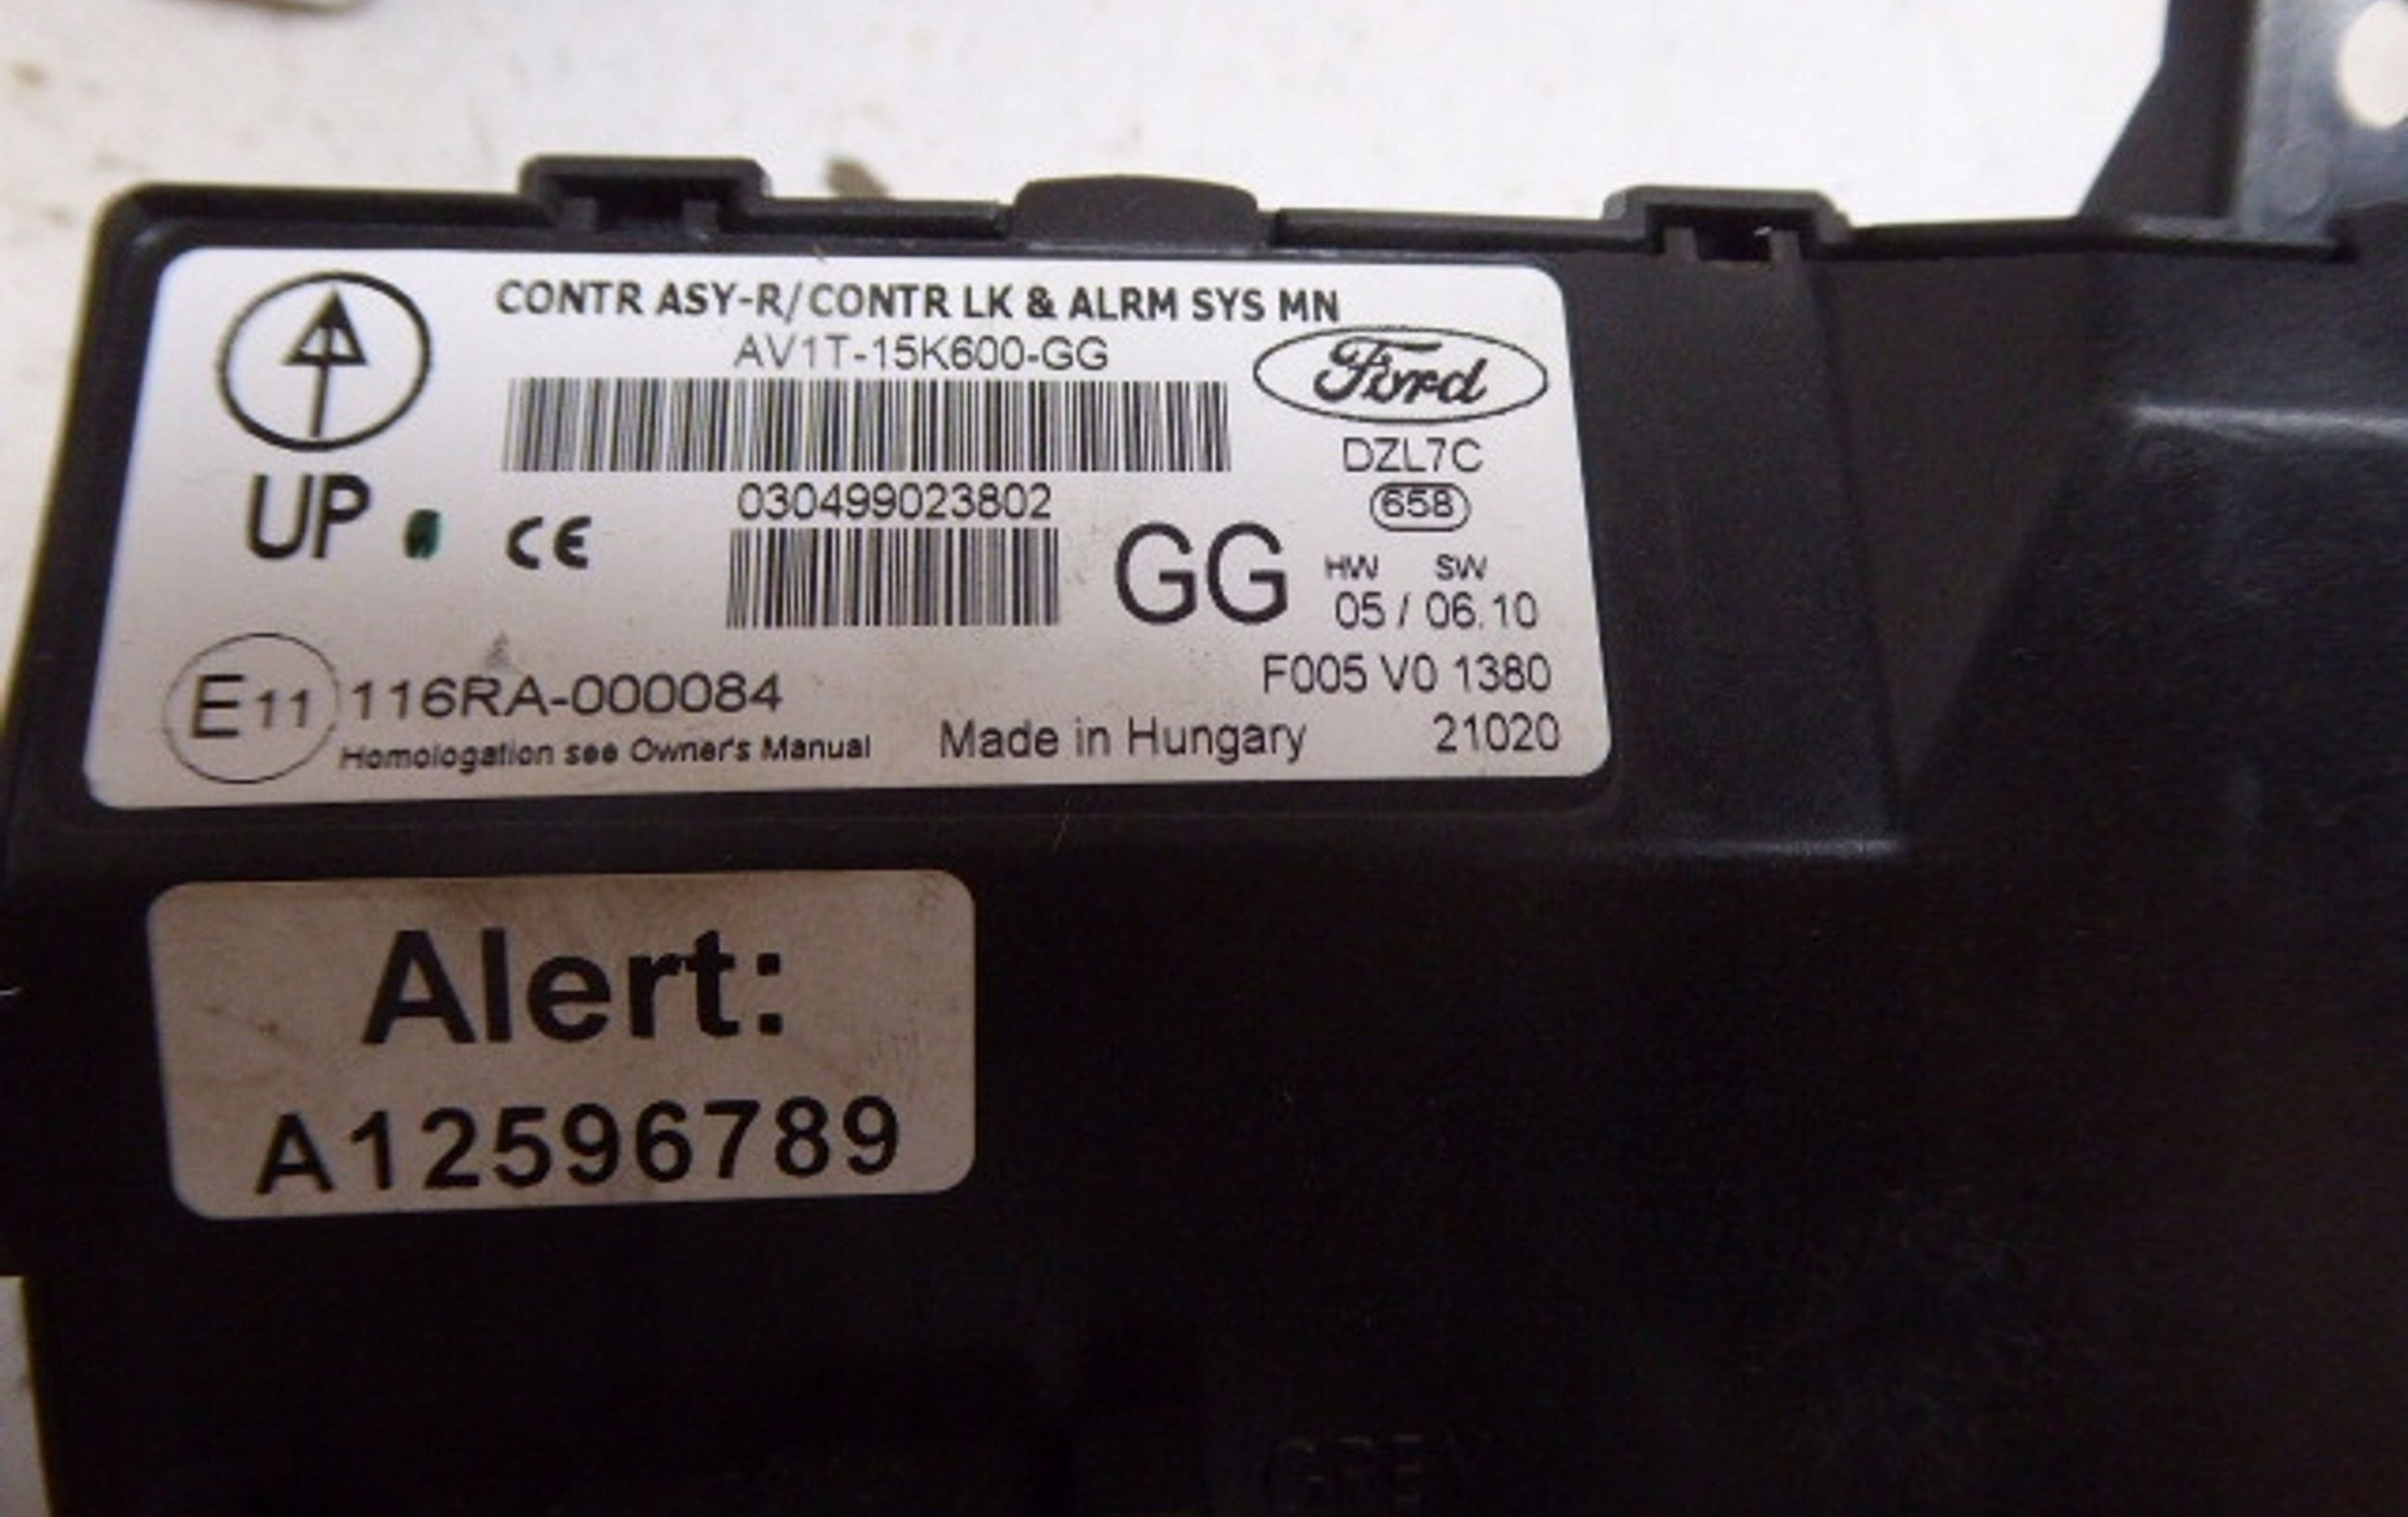 CONTR ASY-R/CONTR LK & ALRM SYS MN
AV1T-15K600-GG
Ford
DZL7C
658
UP
CE
030499023802
GG
HW SW
05 / 06.10
E11 116RA-000084
F005 V0 1380
Homologation see Owner's Manual
Made in Hungary
21020
Alert:
A12596789